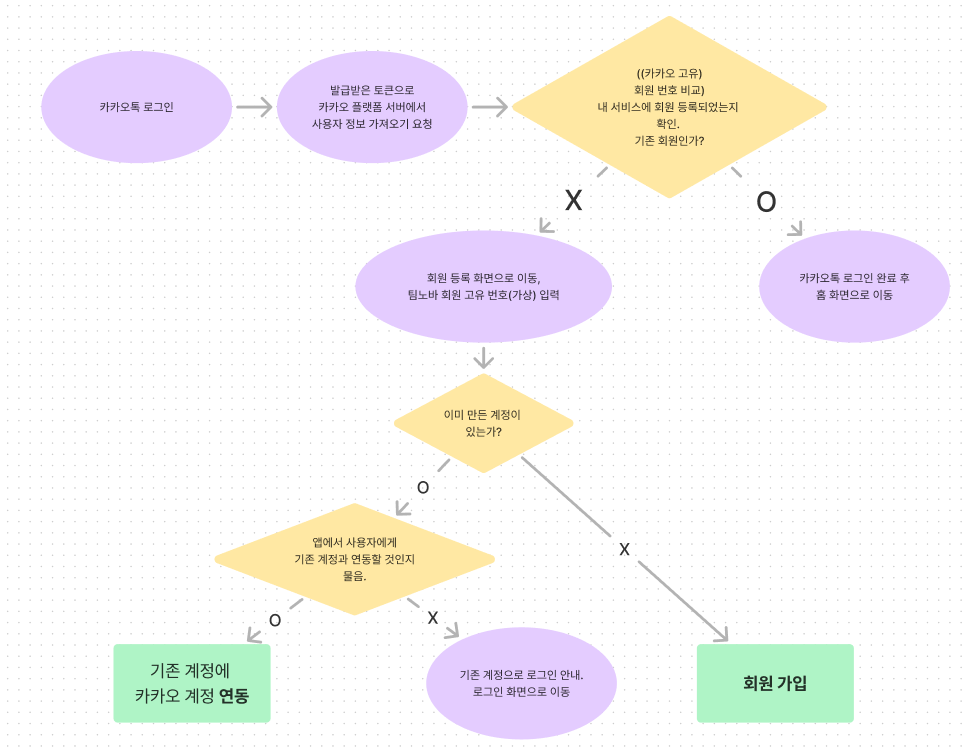 카카오톡 로그인
발급받은 토큰으로
카카오 플랫폼 서버에서
사용자 정보 가져오기 요청
((카카오 고유)
회원 번호 비교)
내 서비스에 회원 등록되었는지
확인.
기존 회원인가?
X
O
회원 등록 화면으로 이동,
팀노바 회원 고유 번호(가상) 입력
카카오톡 로그인 완료 후
홈 화면으로 이동
이미 만든 계정이
있는가?
O
X
앱에서 사용자에게
기존 계정과 연동할 것인지
물음.
O
X
기존 계정에
카카오 계정 연동
기존 계정으로 로그인 안내.
로그인 화면으로 이동
회원 가입